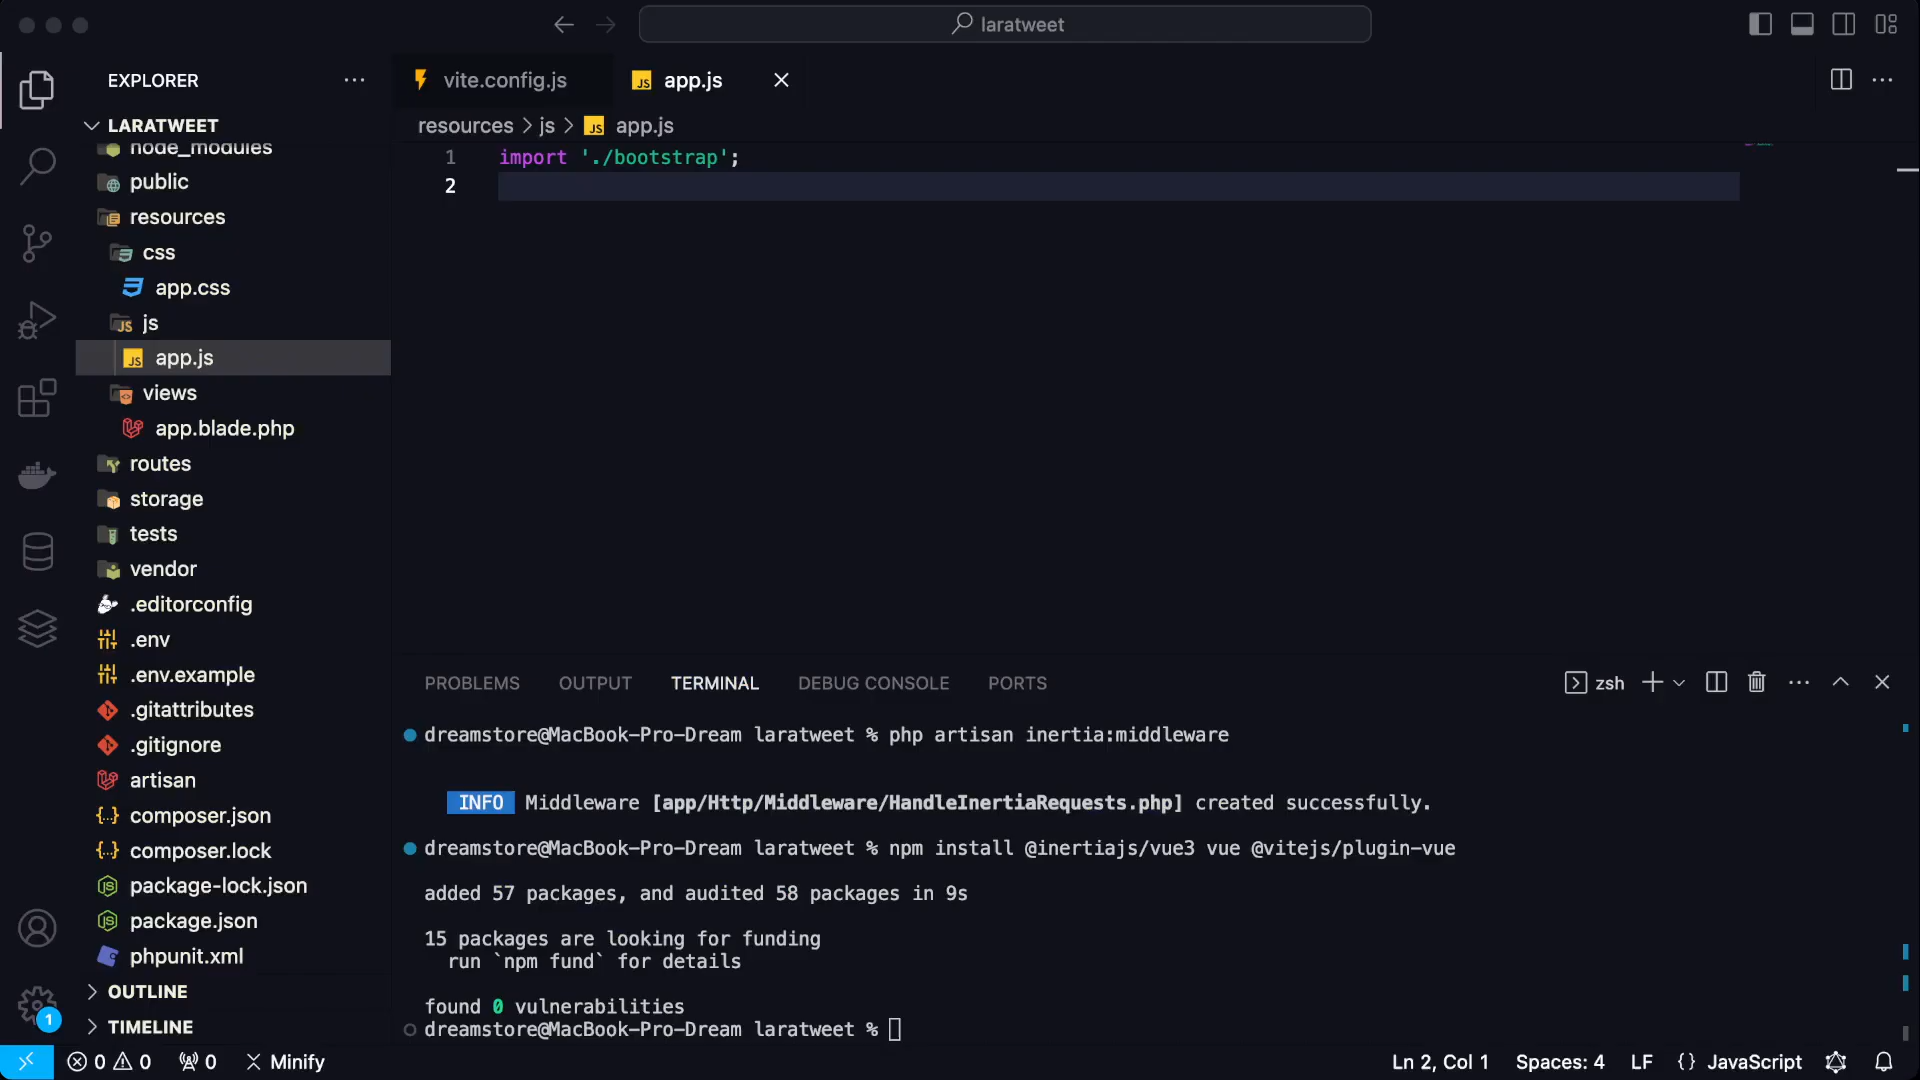 laratweet
EXPLORER
LARATWEET
node_modules
public
resources
css
app.css
js
app.js
views
app.blade.php
routes
storage
tests
vendor
.editorconfig
.env
.env.example
.gitattributes
.gitignore
artisan
composer.json
composer.lock
package-lock.json
package.json
phpunit.xml
OUTLINE
TIMELINE
vite.config.js
app.js
resources > js > JS app.js
1 import './bootstrap';
2
PROBLEMS OUTPUT TERMINAL DEBUG CONSOLE PORTS
zsh
dreamstore@MacBook-Pro-Dream laratweet % php artisan inertia:middleware
INFO Middleware [app/Http/Middleware/HandleInertiaRequests.php] created successfully.
dreamstore@MacBook-Pro-Dream laratweet % npm install @inertiajs/vue3 vue @vitejs/plugin-vue
added 57 packages, and audited 58 packages in 9s
15 packages are looking for funding
run `npm fund` for details
found 0 vulnerabilities
dreamstore@MacBook-Pro-Dream laratweet %
1
0 0 0 Minify
Ln 2, Col 1 Spaces: 4 LF {} JavaScript